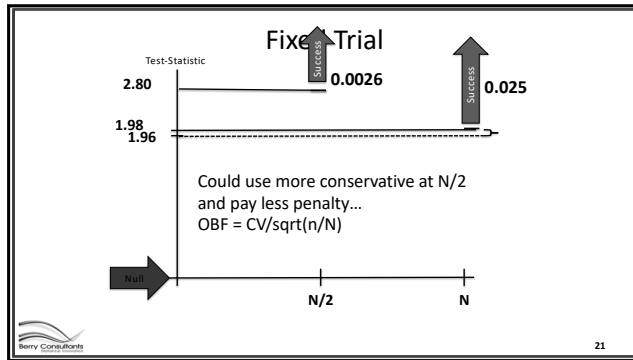 Fixed Trial
Test-Statistic
Success
Success
2.80
0.0026
0.025
1.98
1.96
Could use more conservative at N/2
and pay less penalty…
OBF = CV/sqrt(n/N)
Null
N/2
N
Berry Consultants
21